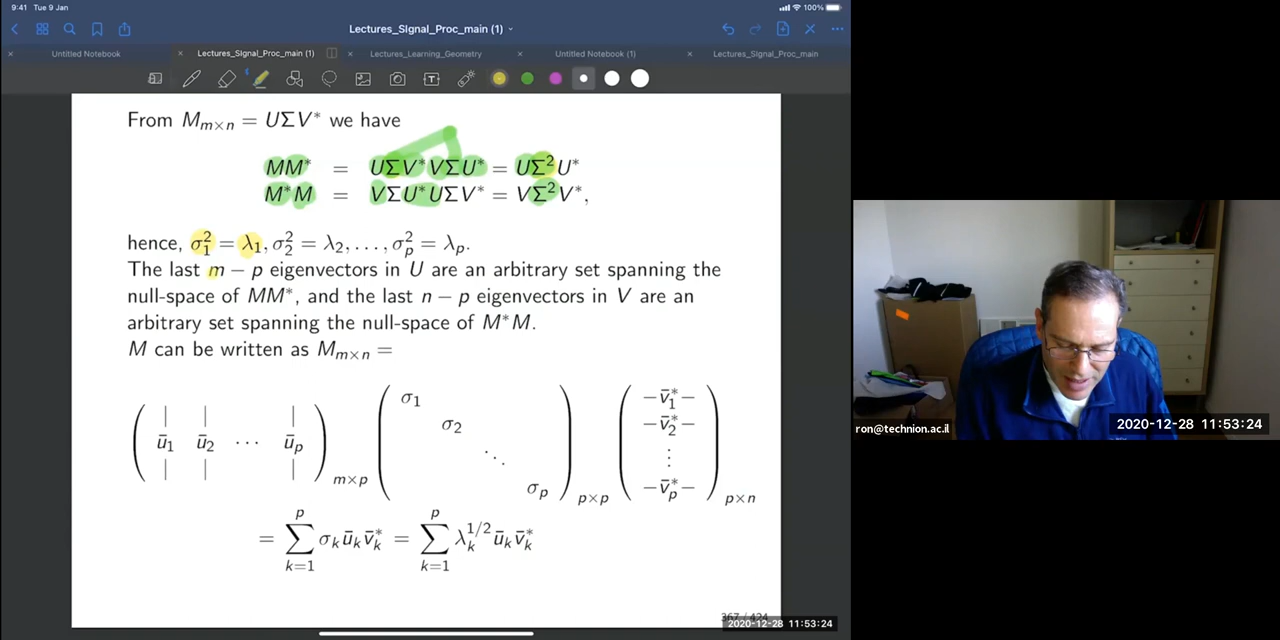 9:41 Tue 9 Jan
100%
Lectures_SIgnal_Proc_main (1)
Untitled Notebook
Lectures_SIgnal_Proc_main (1)
Lectures_Learning_Geometry
Untitled Notebook (1)
Lectures_SIgnal_Proc_main
From M_{m×n} = UΣV* we have
MM* = UΣV*VΣU* = UΣ²U*
M*M = VΣU*UΣV* = VΣ²V*,
hence, σ₁² = λ₁, σ₂² = λ₂, ..., σ_p² = λ_p.
The last m − p eigenvectors in U are an arbitrary set spanning the
null-space of MM*, and the last n − p eigenvectors in V are an
arbitrary set spanning the null-space of M*M.
M can be written as M_{m×n} =
( | | | ) ( σ₁ ) ( −v̄₁*− )
( ū₁ ū₂ ⋯ ū_p ) ( σ₂ ) ( −v̄₂*− )
( | | | )_{m×p} ( ⋱ ) ( ⋮ )
( σ_p )_{p×p} ( −v̄_p*− )_{p×n}
= ∑_{k=1}^{p} σ_k ū_k v̄_k* = ∑_{k=1}^{p} λ_k^{1/2} ū_k v̄_k*
367 / 424
2020-12-28 11:53:24
ron@technion.ac.il
2020-12-28 11:53:24